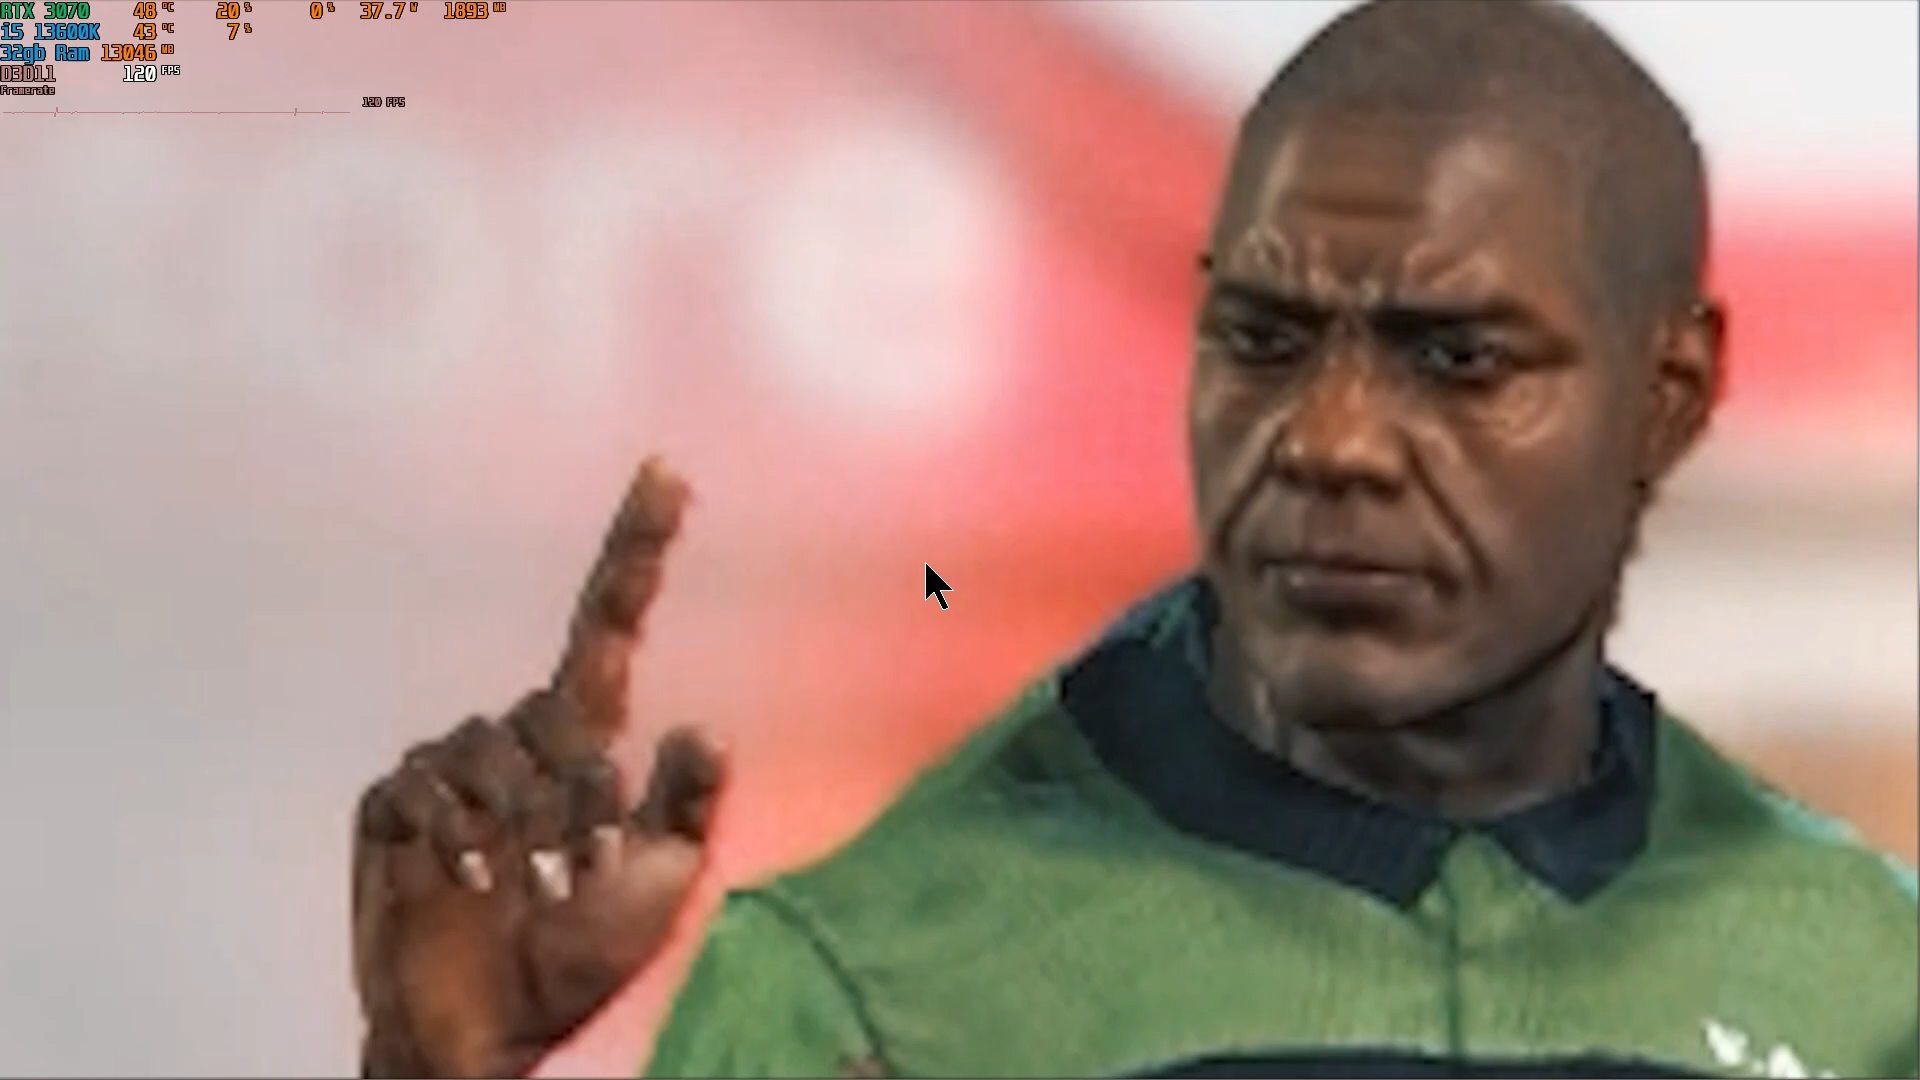 RTX 3070 48 °C 20 % 0 % 37.7 W 1893 MB
i5 13600K 43 °C 7 %
32gb Ram 13046 MB
D3D11 120 FPS
Framerate
120 FPS